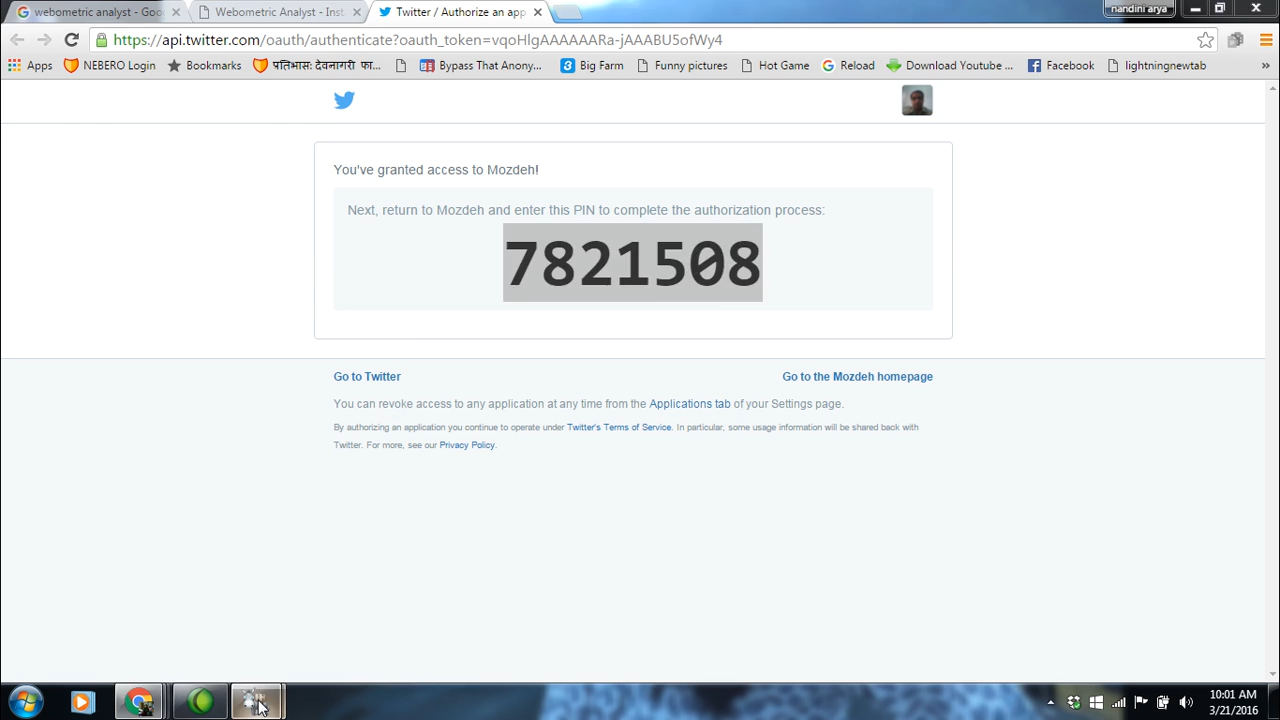 webometric analyst - Goo
Webometric Analyst - Inst
Twitter / Authorize an app
nandini arya
https://api.twitter.com/oauth/authenticate?oauth_token=vqoHlgAAAAAARa-jAAABU5ofWy4
Apps NEBERO Login Bookmarks पतिभास: देवनागरी फा... Bypass That Anony... Big Farm Funny pictures Hot Game Reload Download Youtube ... Facebook lightningnewtab »
You've granted access to Mozdeh!
Next, return to Mozdeh and enter this PIN to complete the authorization process:
7821508
Go to Twitter Go to the Mozdeh homepage
You can revoke access to any application at any time from the Applications tab of your Settings page.
By authorizing an application you continue to operate under Twitter's Terms of Service. In particular, some usage information will be shared back with
Twitter. For more, see our Privacy Policy.
10:01 AM
3/21/2016